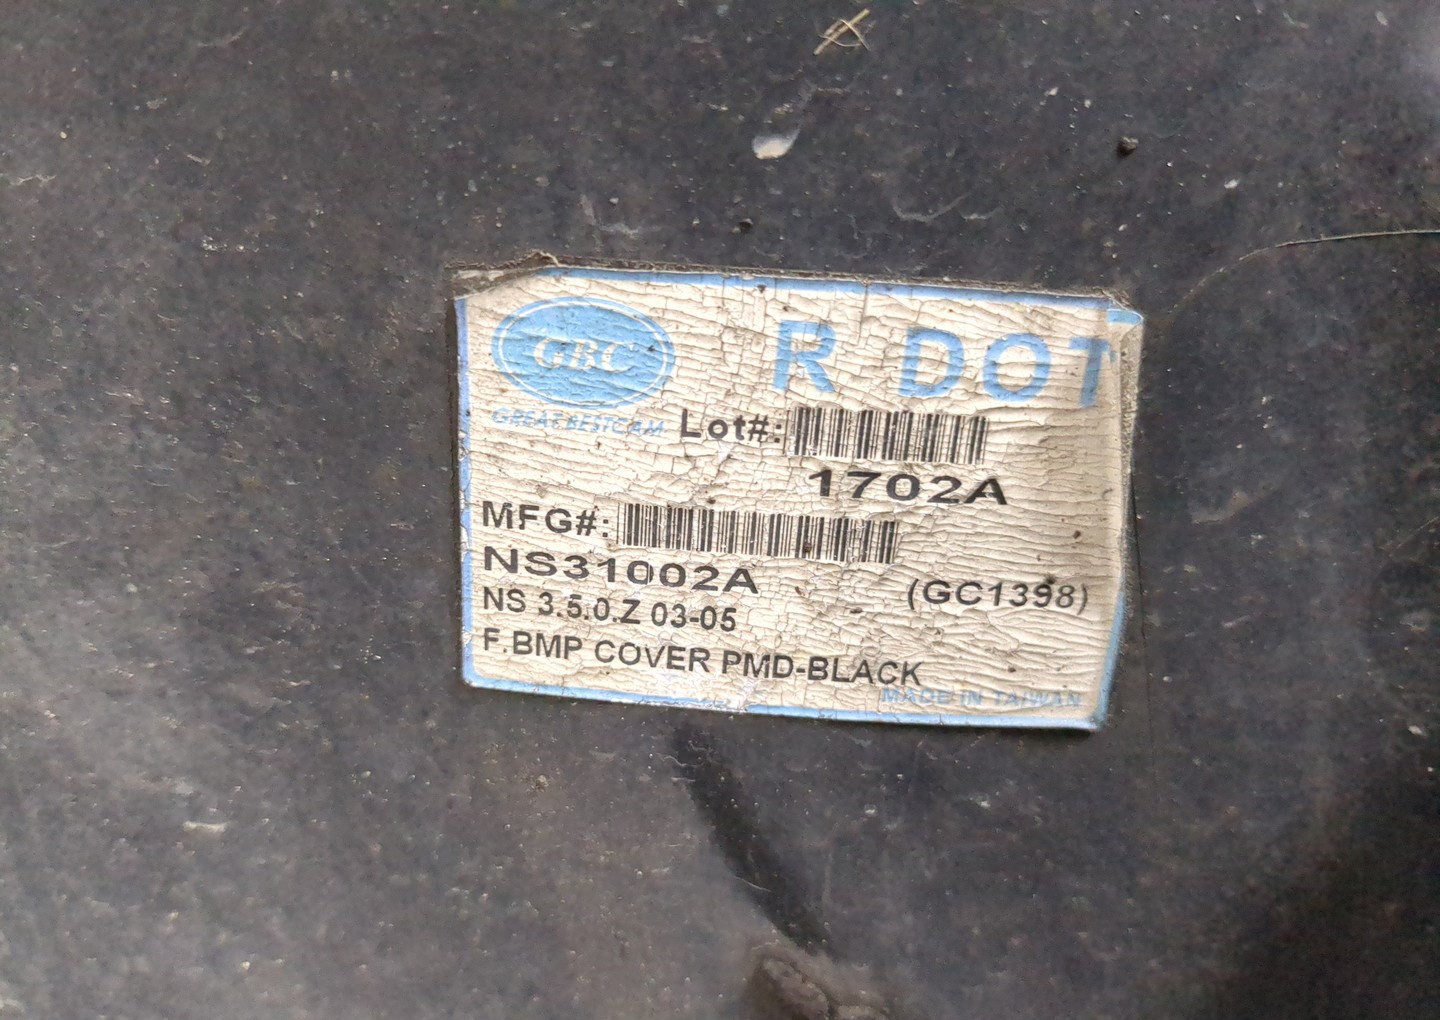 GBC
R DOT
GREAT BESTCAM
Lot#:
1702A
MFG#:
NS31002A
(GC1398)
NS 3.5.0.Z 03-05
F.BMP COVER PMD-BLACK
MADE IN TAIWAN